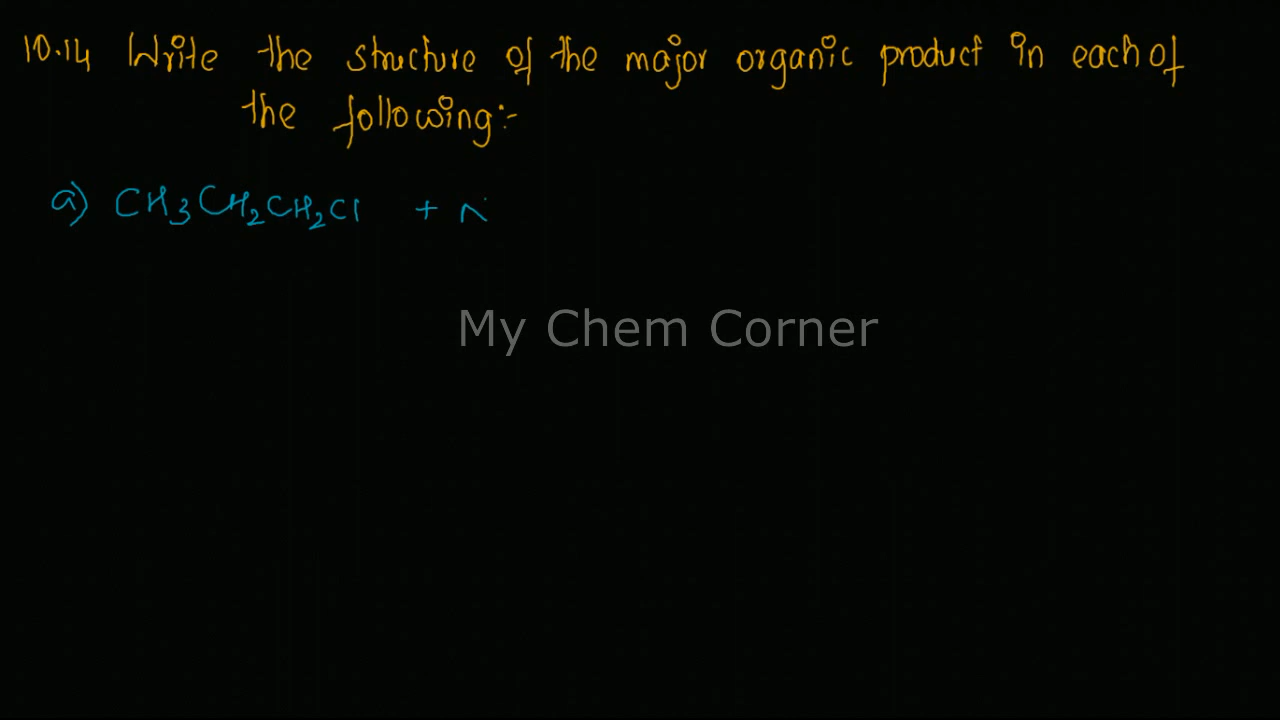 10.14 Write the structure of the major organic product in each of
the following:-
a) CH3CH2CH2Cl +
My Chem Corner